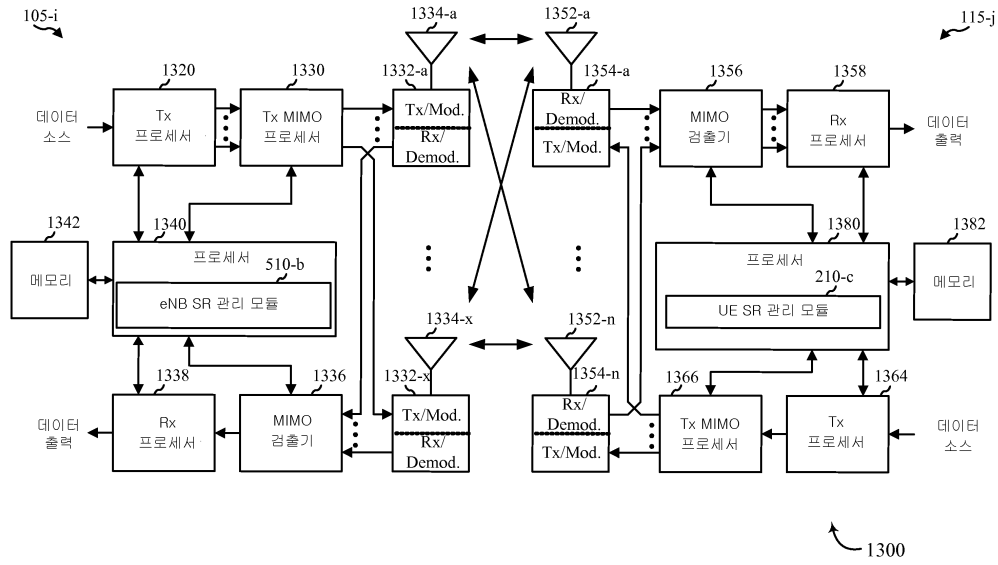 105-i
1334-a
1352-a
115-j
1320
1330
1332-a
1354-a
1356
1358
데이터
소스
Tx
프로세서
Tx MIMO
프로세서
Tx/Mod.
Rx/
Demod.
Rx/
Demod.
Tx/Mod.
MIMO
검출기
Rx
프로세서
데이터
출력
1342
1340
1380
1382
메모리
프로세서
510-b
eNB SR 관리 모듈
프로세서
210-c
UE SR 관리 모듈
메모리
1334-x
1352-n
1338
1336
1332-x
1354-n
1366
1364
데이터
출력
Rx
프로세서
MIMO
검출기
Tx/Mod.
Rx/
Demod.
Rx/
Demod.
Tx/Mod.
Tx MIMO
프로세서
Tx
프로세서
데이터
소스
1300